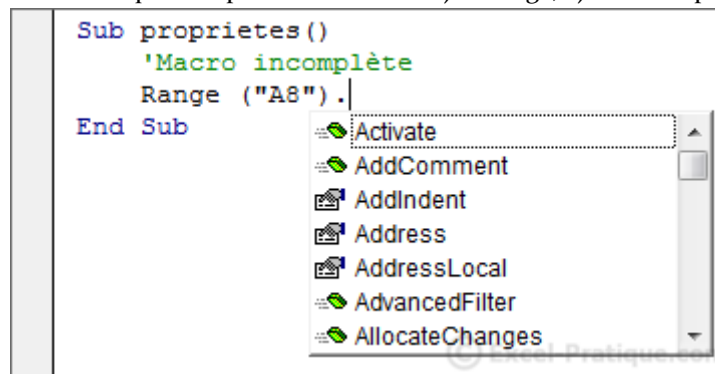 Sub proprietes()
'Macro incomplète
Range ("A8").
End Sub
Activate
AddComment
AddIndent
Address
AddressLocal
AdvancedFilter
AllocateChanges
(C) Excel-Pratique.com